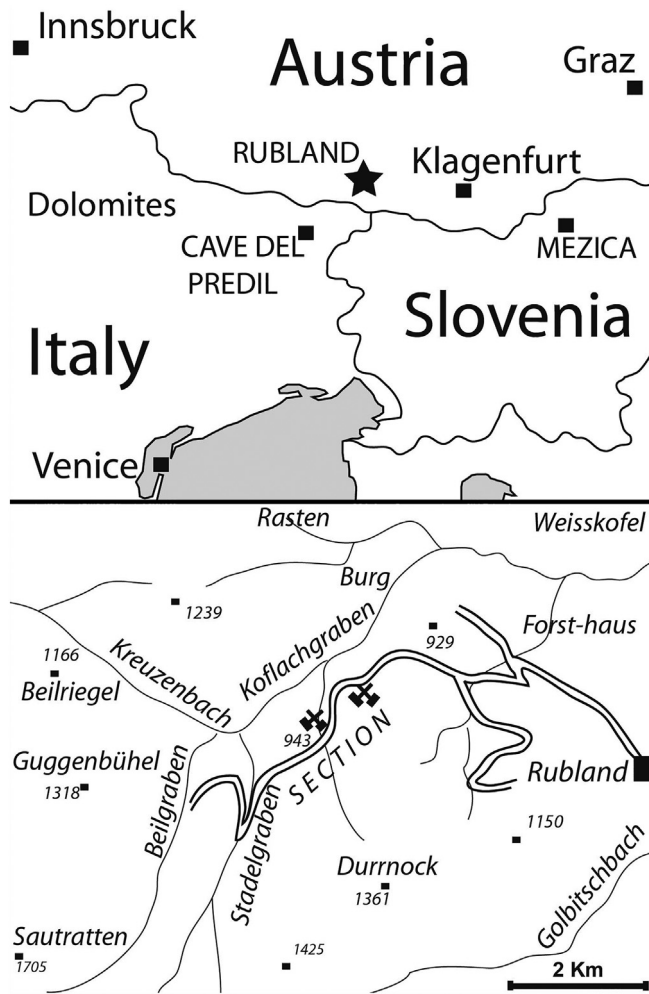 Innsbruck
Austria
Graz
RUBLAND
Klagenfurt
Dolomites
CAVE DEL
PREDIL
MEZICA
Slovenia
Italy
Venice
Rasten
Weisskofel
Burg
1239
Koflachgraben
929
Forst-haus
1166
Beilriegel
Kreuzenbach
943
SECTION
Guggenbühel
1318
Beilgraben
Rubland
Stadelgraben
1150
Durrnock
1361
Golbitschbach
Sautratten
1705
1425
2 Km